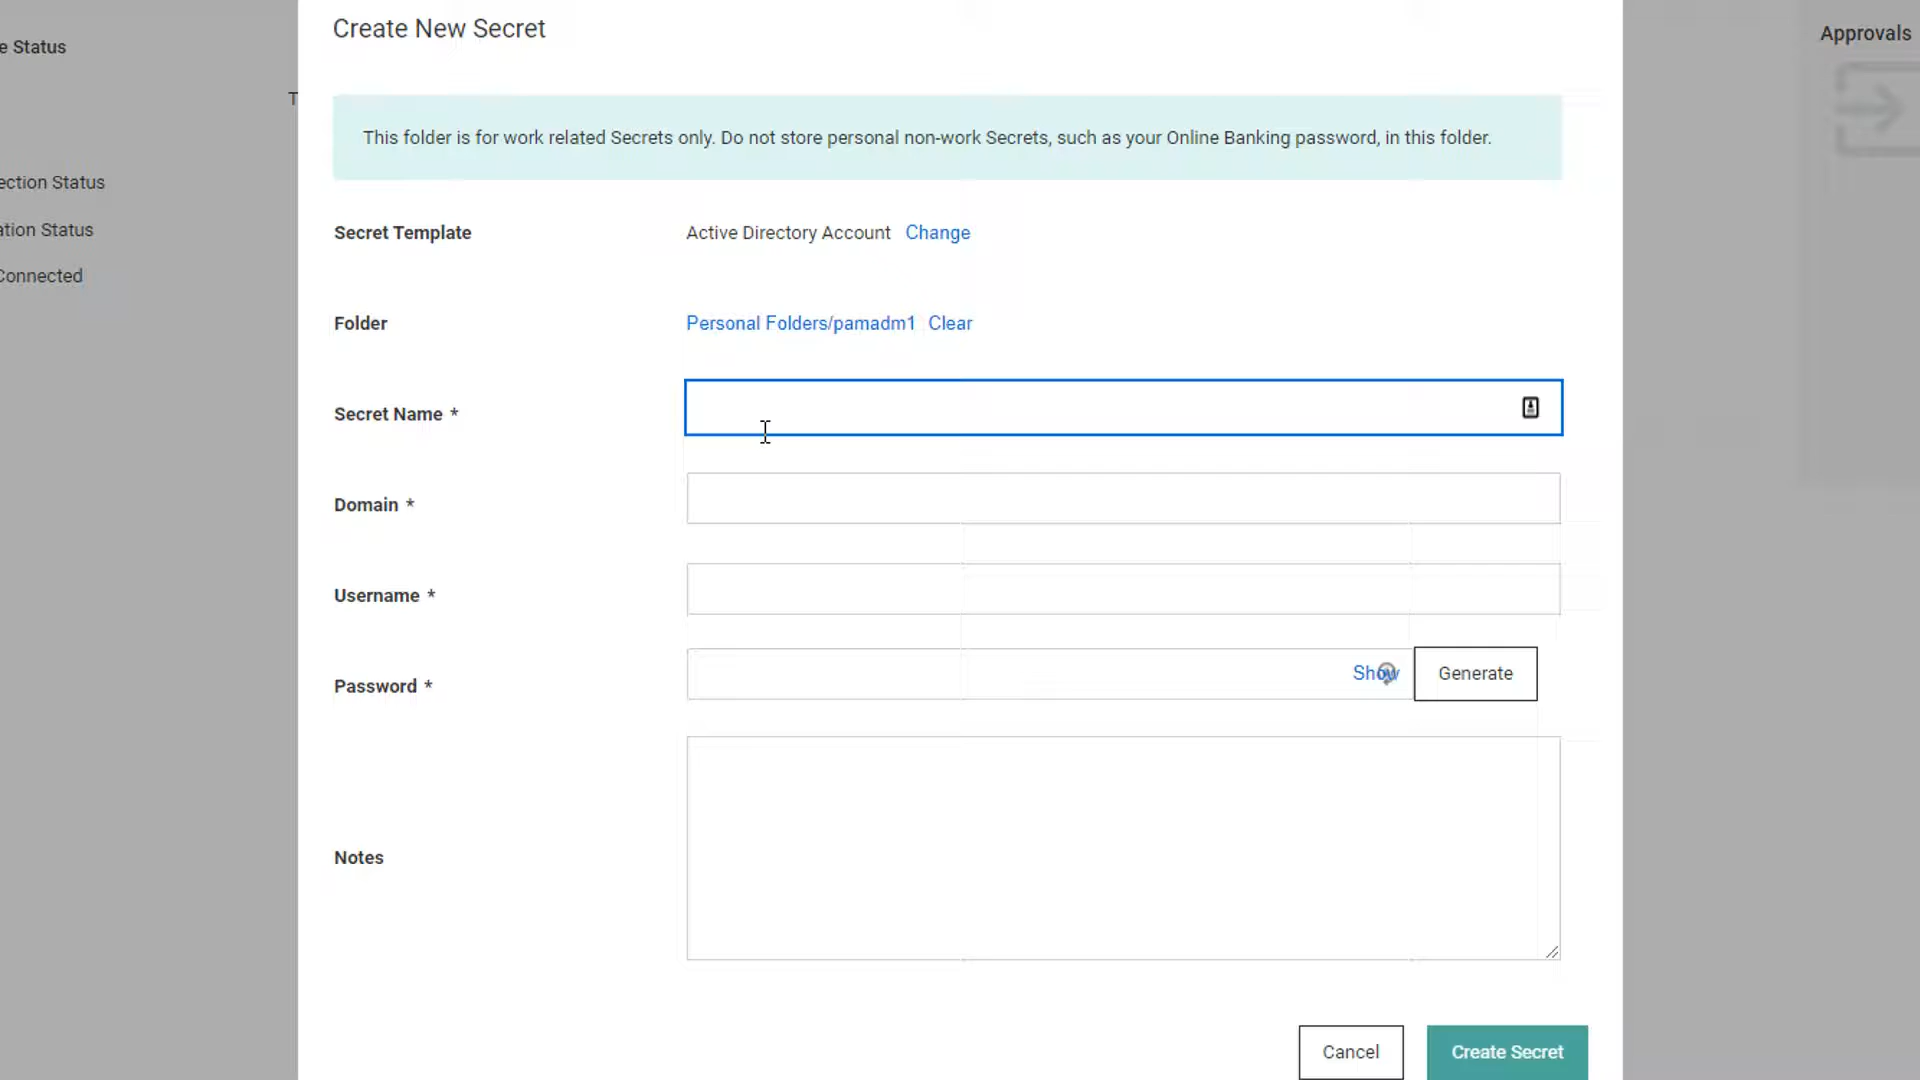 Create New Secret
e Status
Approvals
T
This folder is for work related Secrets only. Do not store personal non-work Secrets, such as your Online Banking password, in this folder.
ection Status
ation Status
Connected
Secret Template Active Directory Account Change
Folder Personal Folders/pamadm1 Clear
Secret Name *
Domain *
Username *
Password * Show Generate
Notes
Cancel Create Secret